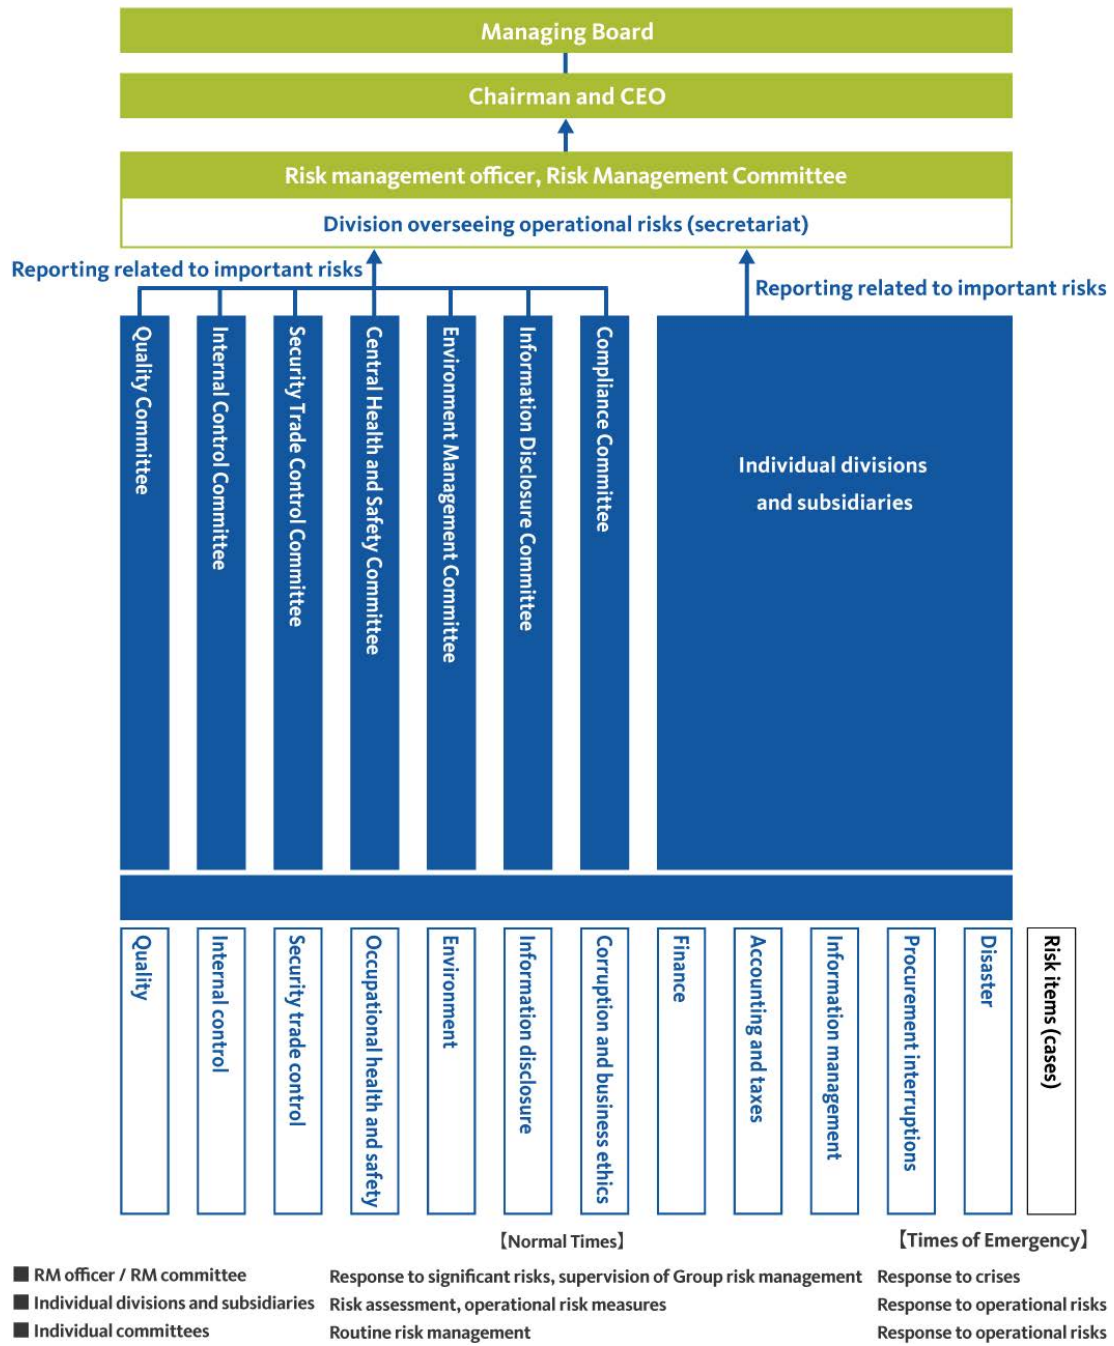 Managing Board
Chairman and CEO
Risk management officer, Risk Management Committee
Division overseeing operational risks (secretariat)
Reporting related to important risks
Reporting related to important risks
Quality Committee
Internal Control Committee
Security Trade Control Committee
Central Health and Safety Committee
Environment Management Committee
Information Disclosure Committee
Compliance Committee
Individual divisions
and subsidiaries
Quality
Internal control
Security trade control
Occupational health and safety
Environment
Information disclosure
Corruption and business ethics
Finance
Accounting and taxes
Information management
Procurement interruptions
Disaster
Risk items (cases)
【Normal Times】 【Times of Emergency】
■ RM officer / RM committee Response to significant risks, supervision of Group risk management Response to crises
■ Individual divisions and subsidiaries Risk assessment, operational risk measures Response to operational risks
■ Individual committees Routine risk management Response to operational risks